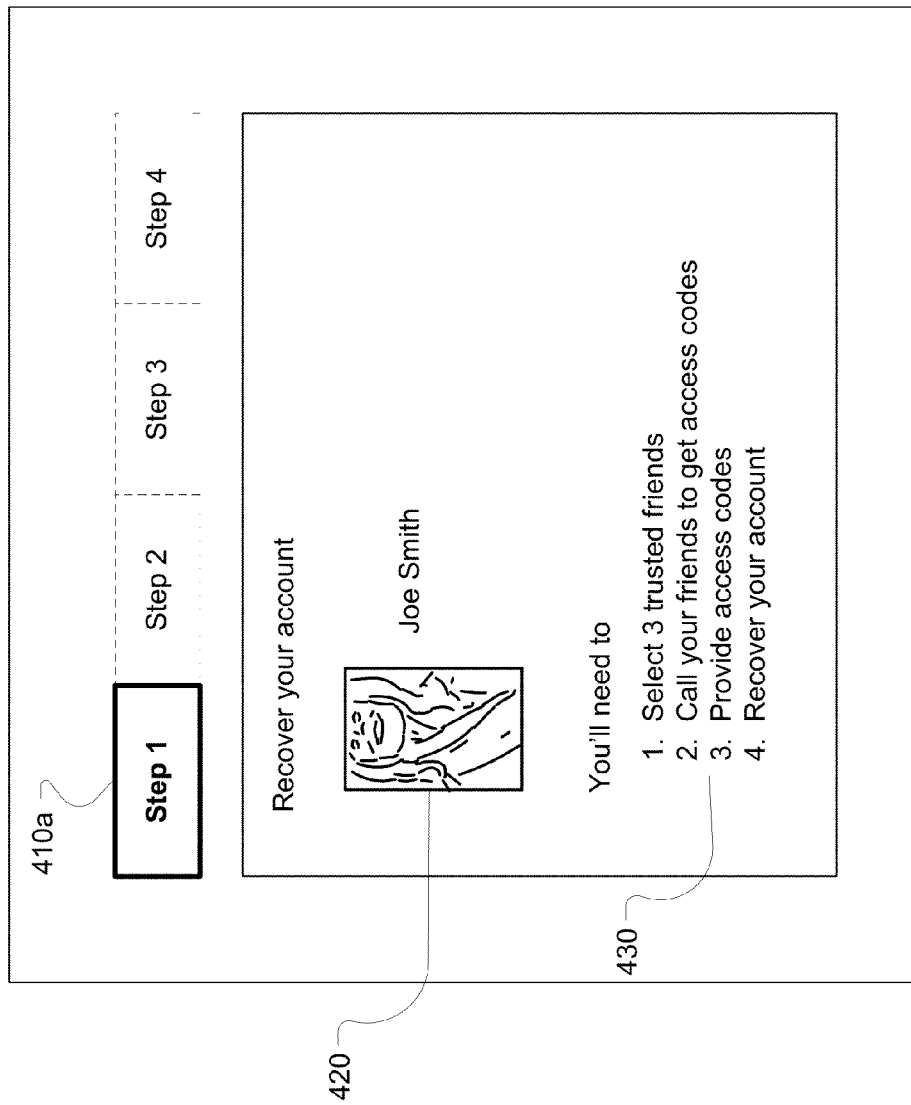 410a
Step 1
Step 2
Step 3
Step 4
Recover your account
Joe Smith
420
You'll need to
1. Select 3 trusted friends
2. Call your friends to get access codes
3. Provide access codes
4. Recover your account
430